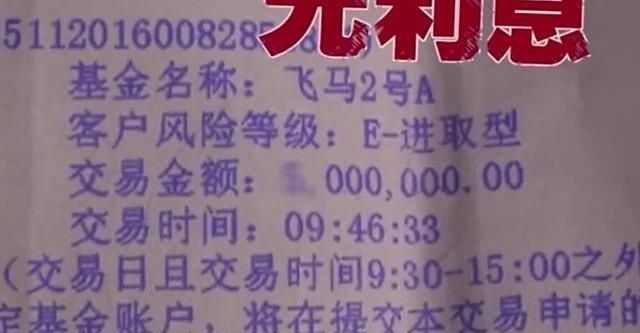 无利息
5112016008285
基金名称：飞马2号A
客户风险等级：E-进取型
交易金额： ,000,000.00
交易时间：09:46:33
（交易日且交易时间9:30-15:00之外
定基金账户，将在提交本交易申请的